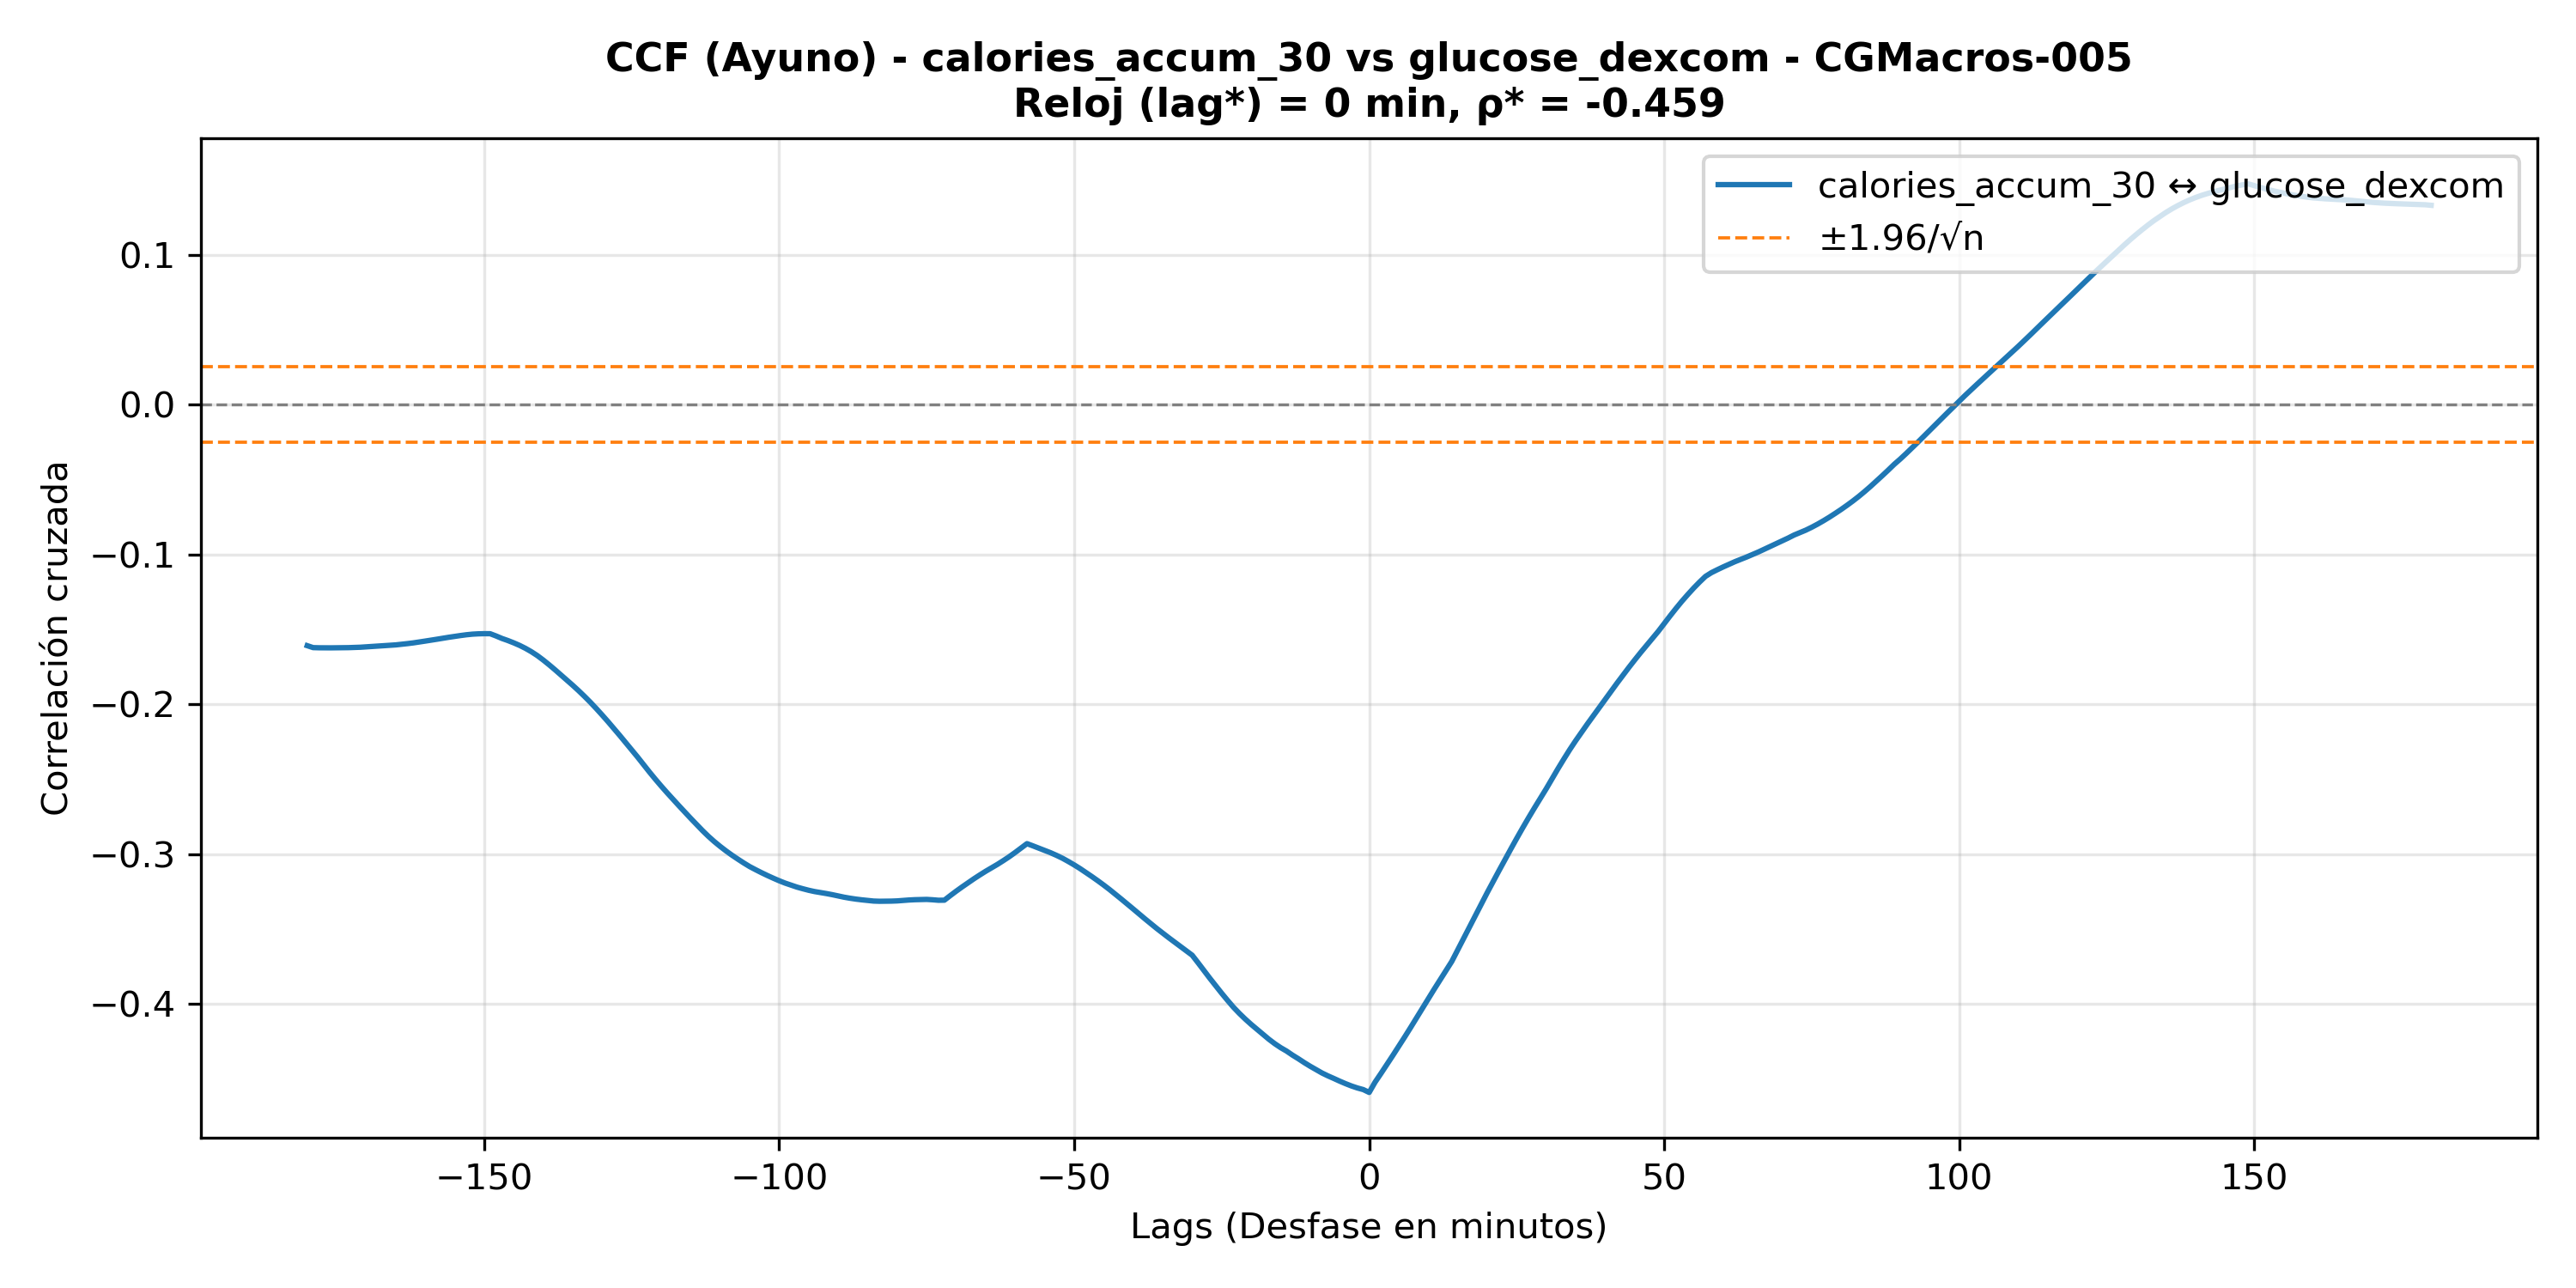 CCF (Ayuno) - calories_accum_30 vs glucose_dexcom - CGMacros-005
Reloj (lag*) = 0 min, ρ* = -0.459
calories_accum_30 ↔ glucose_dexcom
±1.96/√n
Correlación cruzada
0.1
0.0
−0.1
−0.2
−0.3
−0.4
−150
−100
−50
0
50
100
150
Lags (Desfase en minutos)